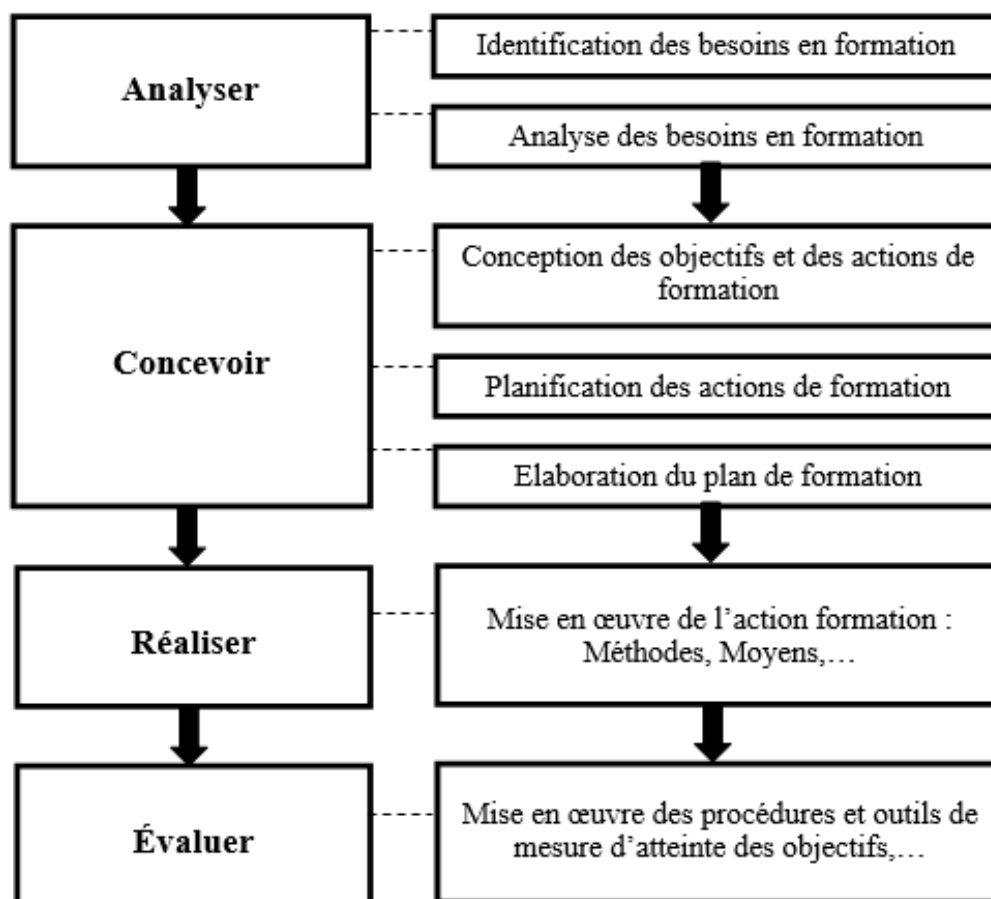 Analyser
Identification des besoins en formation
Analyse des besoins en formation
Concevoir
Conception des objectifs et des actions de
formation
Planification des actions de formation
Elaboration du plan de formation
Réaliser
Mise en œuvre de l’action formation :
Méthodes, Moyens,…
Évaluer
Mise en œuvre des procédures et outils de
mesure d’atteinte des objectifs,…